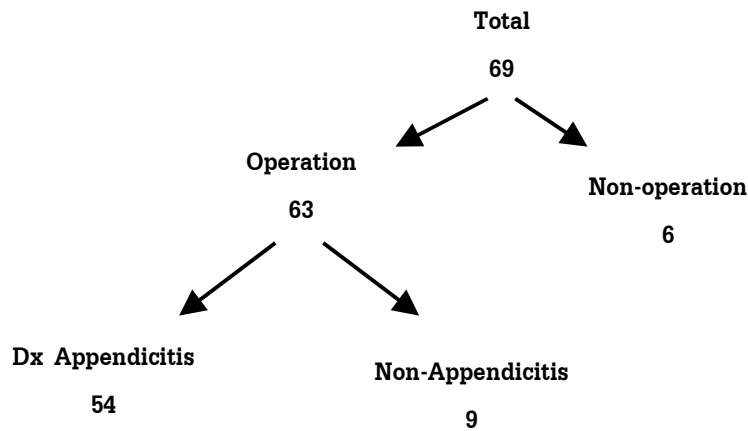 Total
69
Operation
63
Non-operation
6
Dx Appendicitis
54
Non-Appendicitis
9